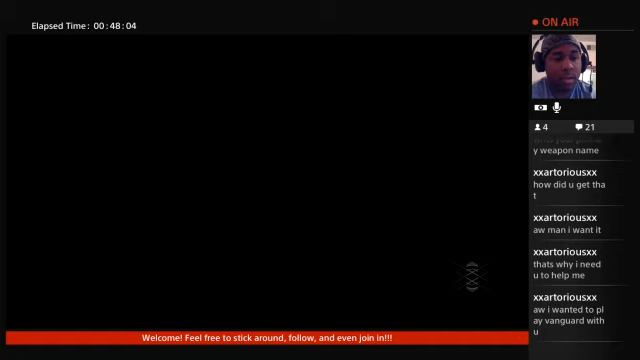 Elapsed Time: 00:48:04
ON AIR
4
21
y weapon name
xxartoriousxx
how did u get tha
t
xxartoriousxx
aw man i want it
xxartoriousxx
thats why i need
u to help me
xxartoriousxx
aw i wanted to pl
ay vanguard with
u
Welcome! Feel free to stick around, follow, and even join in!!!